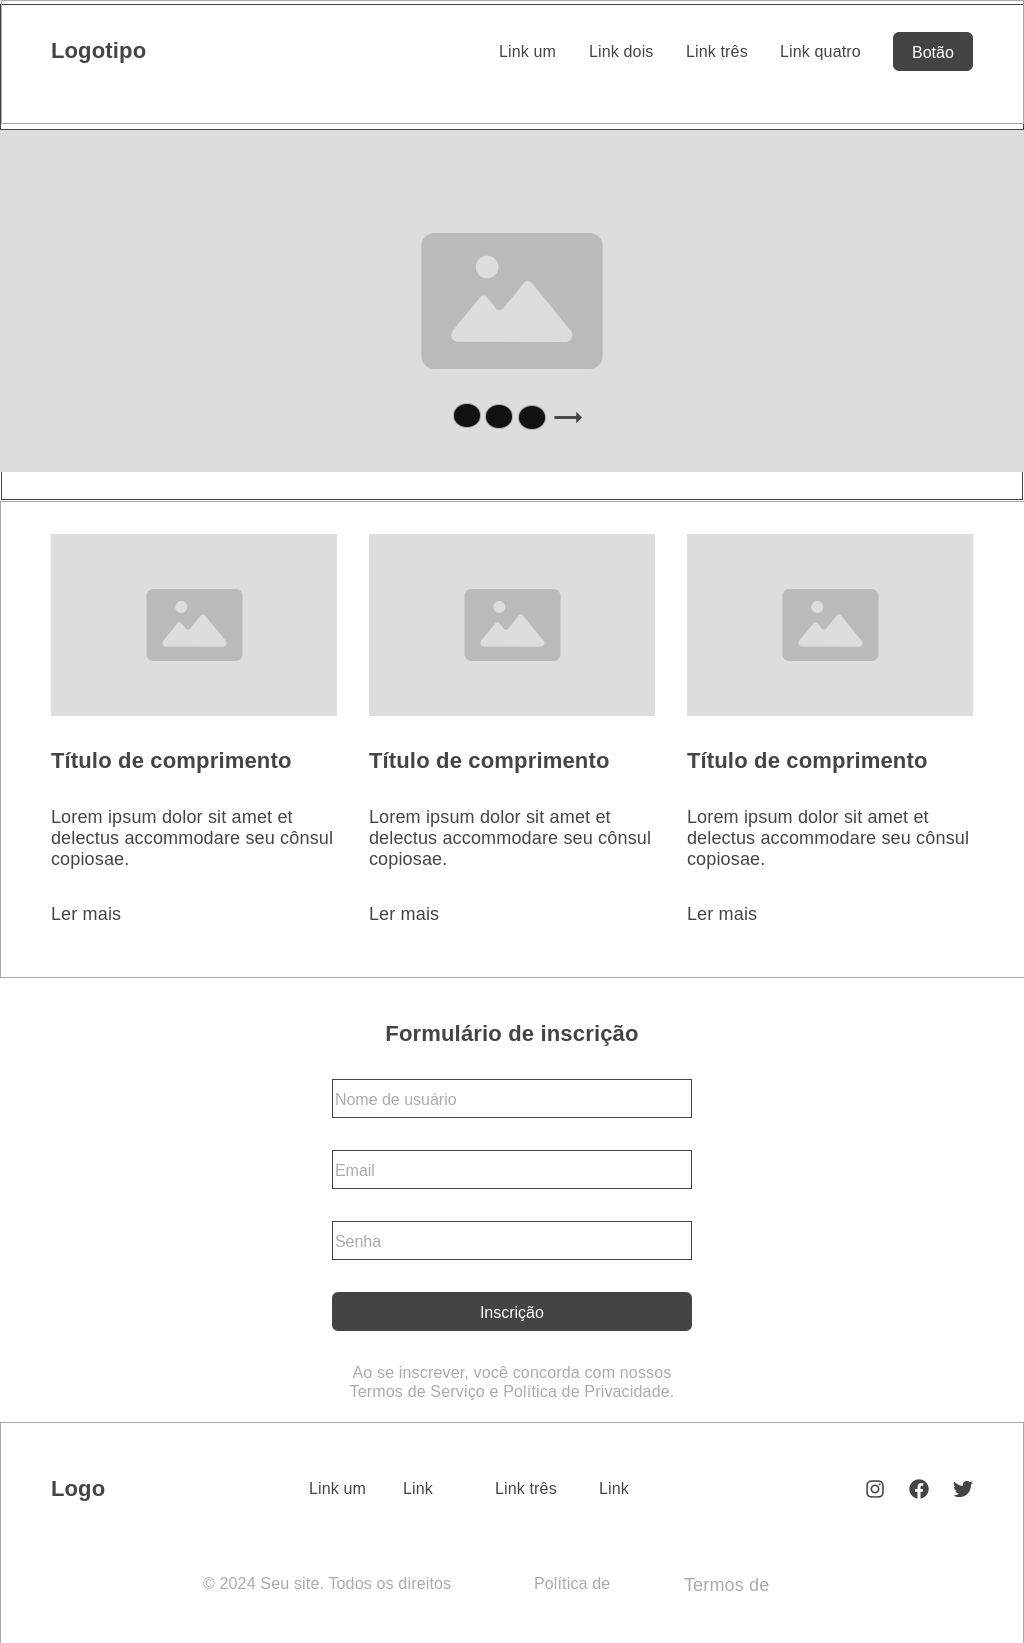 Logotipo
Link um
Link dois
Link três
Link quatro
Botão
Título de comprimento
Título de comprimento
Título de comprimento
Lorem ipsum dolor sit amet et
delectus accommodare seu cônsul
copiosae.
Lorem ipsum dolor sit amet et
delectus accommodare seu cônsul
copiosae.
Lorem ipsum dolor sit amet et
delectus accommodare seu cônsul
copiosae.
Ler mais
Ler mais
Ler mais
Formulário de inscrição
Nome de usuário
Email
Senha
Inscrição
Ao se inscrever, você concorda com nossos
Termos de Serviço e Política de Privacidade.
Logo
Link um
Link
Link três
Link
© 2024 Seu site. Todos os direitos
Política de
Termos de